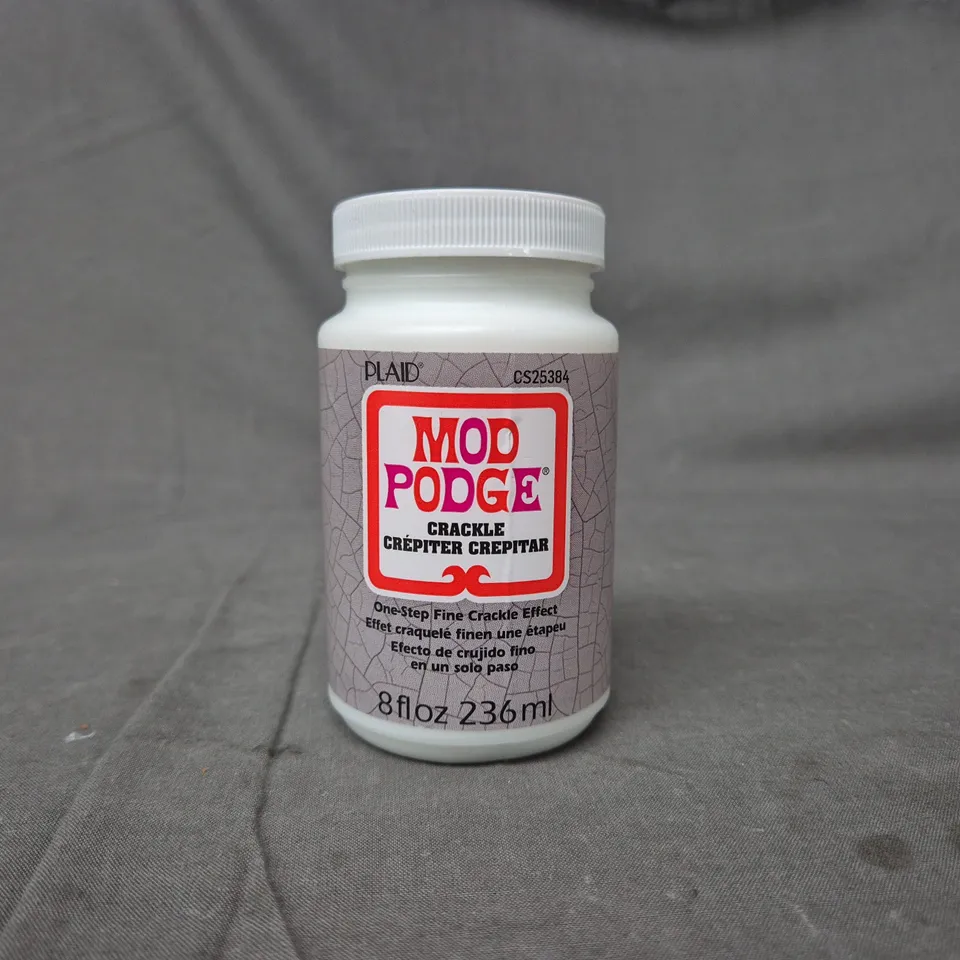 PLAID®
CS25384
MOD
PODGE®
CRACKLE
CRÉPITER CREPITAR
One-Step Fine Crackle Effect
Effet craquelé finen une étapeu
Efecto de crujido fino
en un solo paso
8 fl oz 236 ml